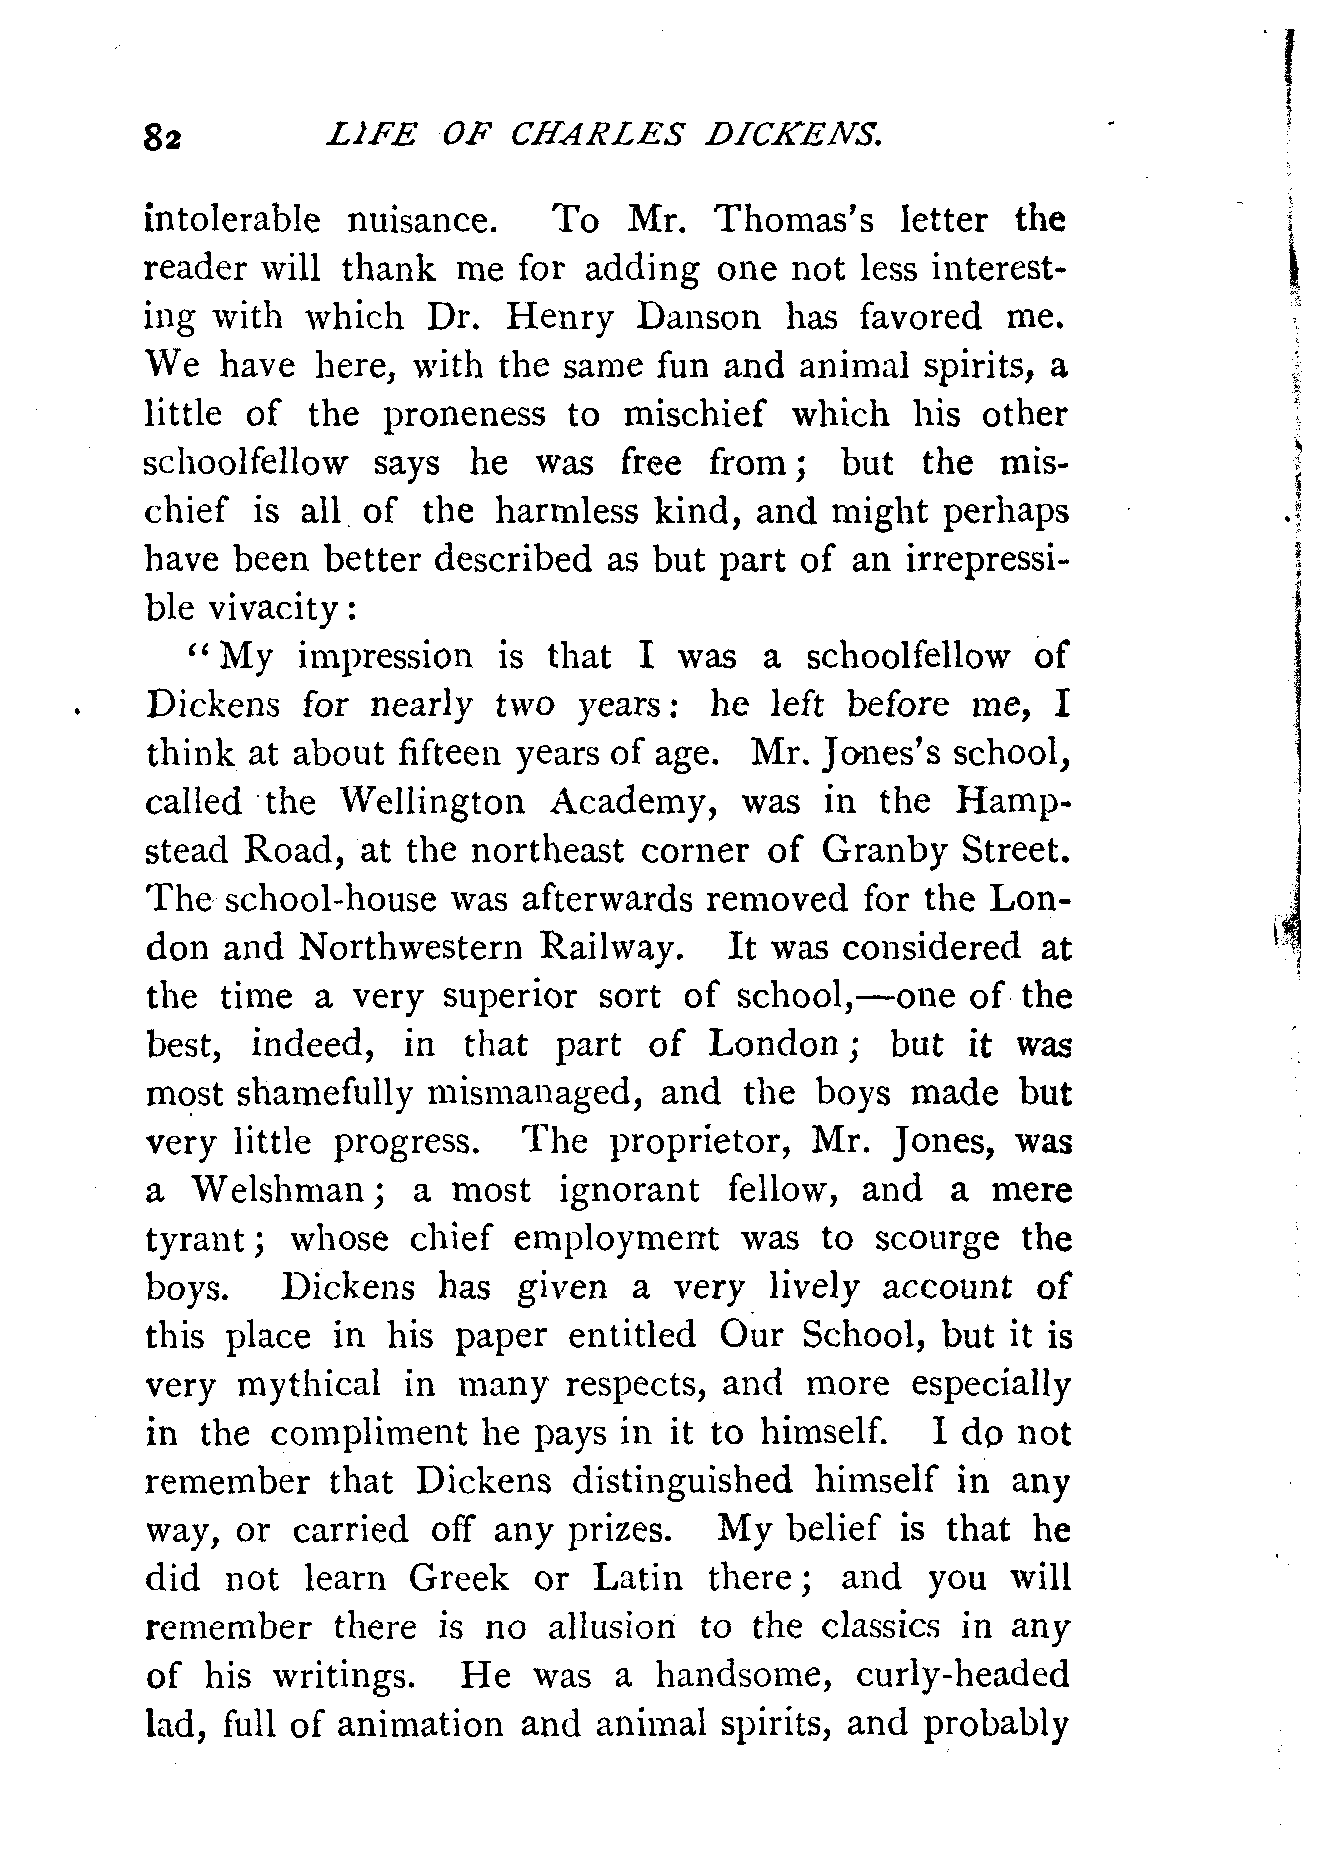 82 LIFE OF CHARLES DICKENS.
intolerable nuisance. To Mr. Thomas's letter the
reader will thank me for adding one not less interest-
ing with which Dr. Henry Danson has favored me.
We have here, with the same fun and animal spirits, a
little of the proneness to mischief which his other
schoolfellow says he was free from; but the mis-
chief is all of the harmless kind, and might perhaps
have been better described as but part of an irrepressi-
ble vivacity:
"My impression is that I was a schoolfellow of
Dickens for nearly two years: he left before me, I
think at about fifteen years of age. Mr. Jones's school,
called the Wellington Academy, was in the Hamp-
stead Road, at the northeast corner of Granby Street.
The school-house was afterwards removed for the Lon-
don and Northwestern Railway. It was considered at
the time a very superior sort of school,—one of the
best, indeed, in that part of London; but it was
most shamefully mismanaged, and the boys made but
very little progress. The proprietor, Mr. Jones, was
a Welshman; a most ignorant fellow, and a mere
tyrant; whose chief employment was to scourge the
boys. Dickens has given a very lively account of
this place in his paper entitled Our School, but it is
very mythical in many respects, and more especially
in the compliment he pays in it to himself. I do not
remember that Dickens distinguished himself in any
way, or carried off any prizes. My belief is that he
did not learn Greek or Latin there; and you will
remember there is no allusion to the classics in any
of his writings. He was a handsome, curly-headed
lad, full of animation and animal spirits, and probably